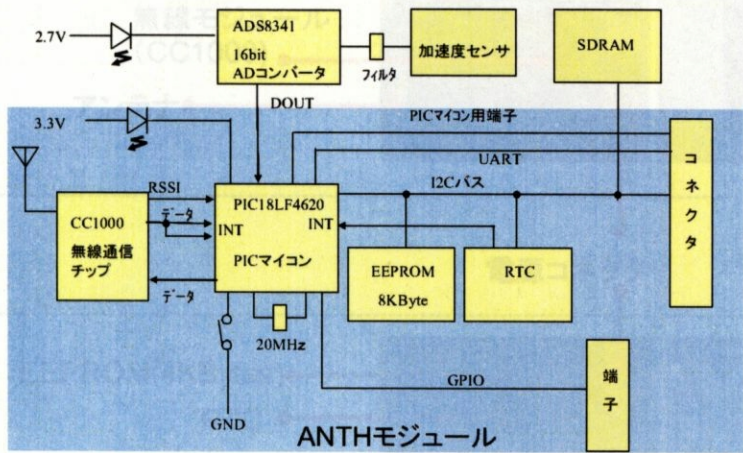 2.7V
ADS8341
16bit
ADコンバータ
フィルタ
加速度センサ
SDRAM
DOUT
3.3V
PICマイコン用端子
UART
I2Cバス
コネクタ
RSSI
CC1000
無線通信
チップ
データ
INT
PIC18LF4620
INT
PICマイコン
データ
EEPROM
8KByte
RTC
20MHz
GPIO
端子
GND
ANTHモジュール